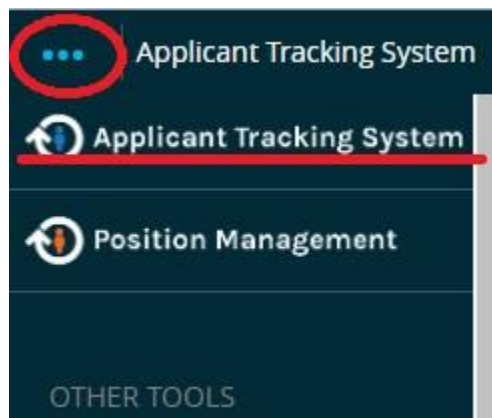 Applicant Tracking System
Applicant Tracking System
Position Management
OTHER TOOLS